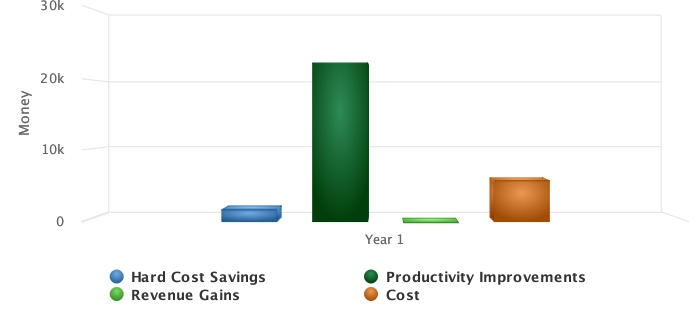 30k
20k
10k
0
Money
Year 1
Hard Cost Savings
Productivity Improvements
Revenue Gains
Cost